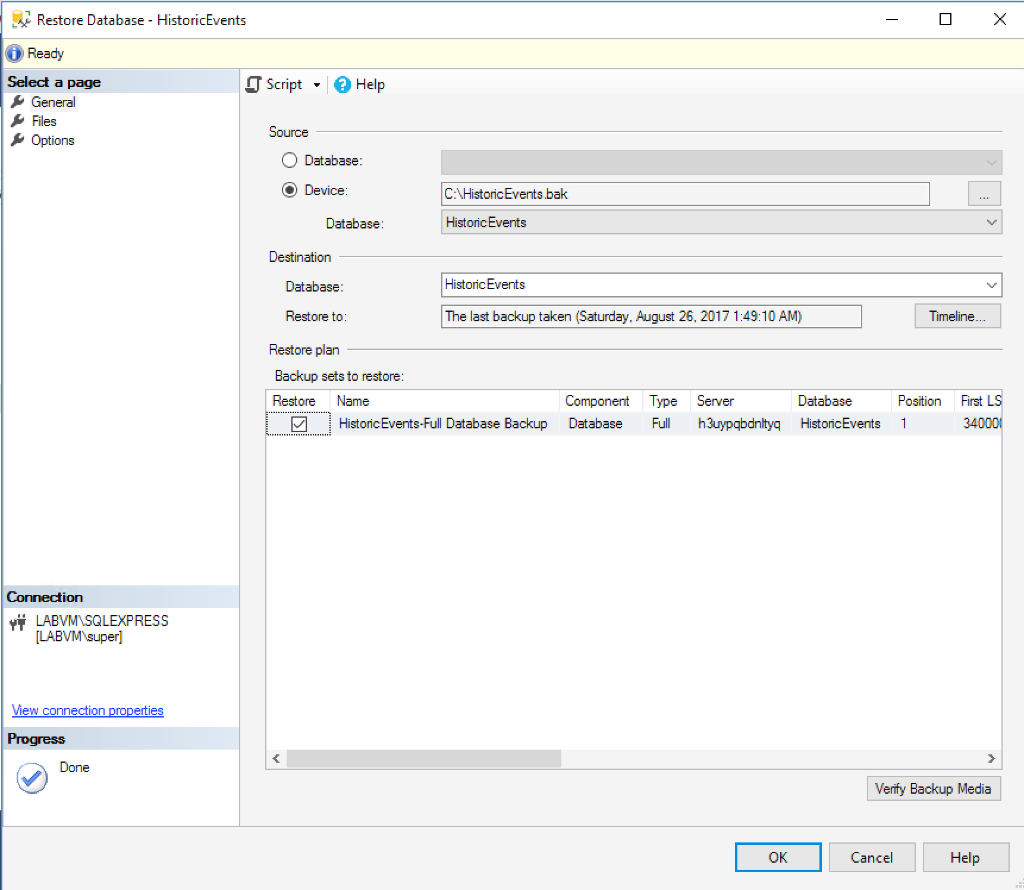 Restore Database - HistoricEvents
Ready
Select a page
General
Files
Options
Script
Help
Source
Database:
Device:
C:\HistoricEvents.bak
...
Database:
HistoricEvents
Destination
Database:
HistoricEvents
Restore to:
The last backup taken (Saturday, August 26, 2017 1:49:10 AM)
Timeline...
Restore plan
Backup sets to restore:
Restore Name Component Type Server Database Position First LS
HistoricEvents-Full Database Backup Database Full h3uypqbdnltyq HistoricEvents 1 34000
Connection
LABVM\SQLEXPRESS
[LABVM\super]
View connection properties
Progress
Done
Verify Backup Media
OK
Cancel
Help